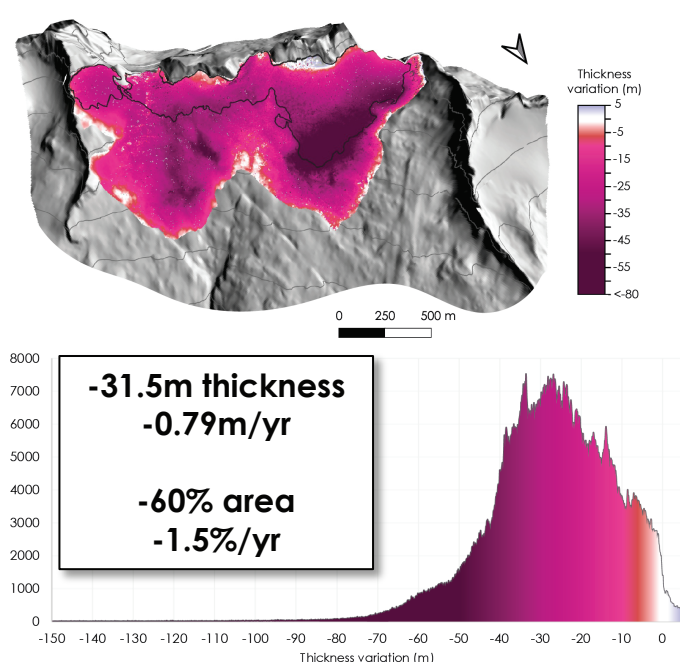 Thickness
variation (m)
5
-5
-15
-25
-35
-45
-55
<-80
0 250 500 m
8000
7000
6000
5000
4000
3000
2000
1000
0
-31.5m thickness
-0.79m/yr
-60% area
-1.5%/yr
-150 -140 -130 -120 -110 -100 -90 -80 -70 -60 -50 -40 -30 -20 -10 0
Thickness variation (m)